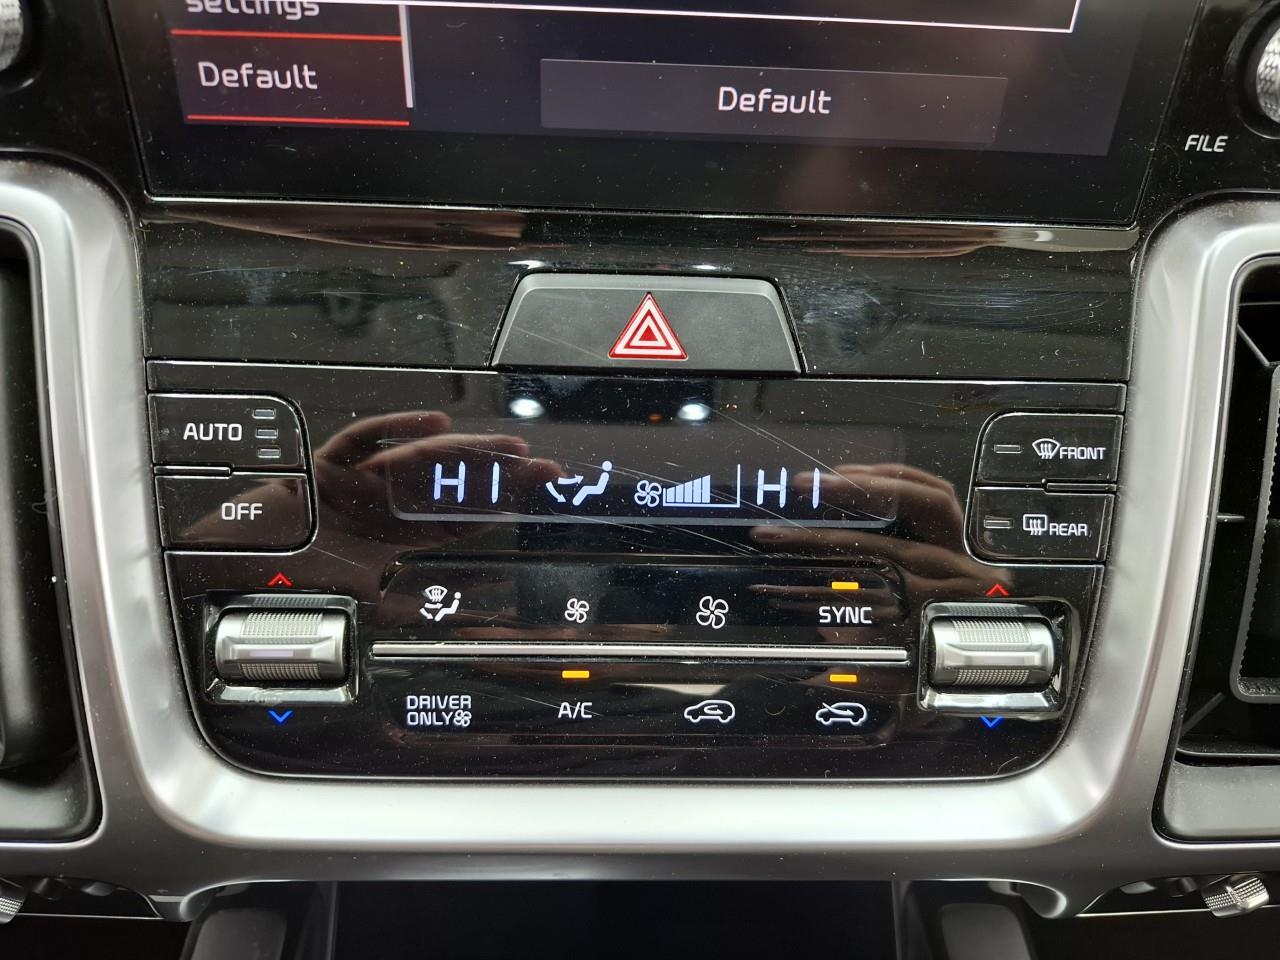 settings
Default
Default
FILE
AUTO
HI HI
FRONT
OFF
REAR
SYNC
DRIVER
ONLY
A/C